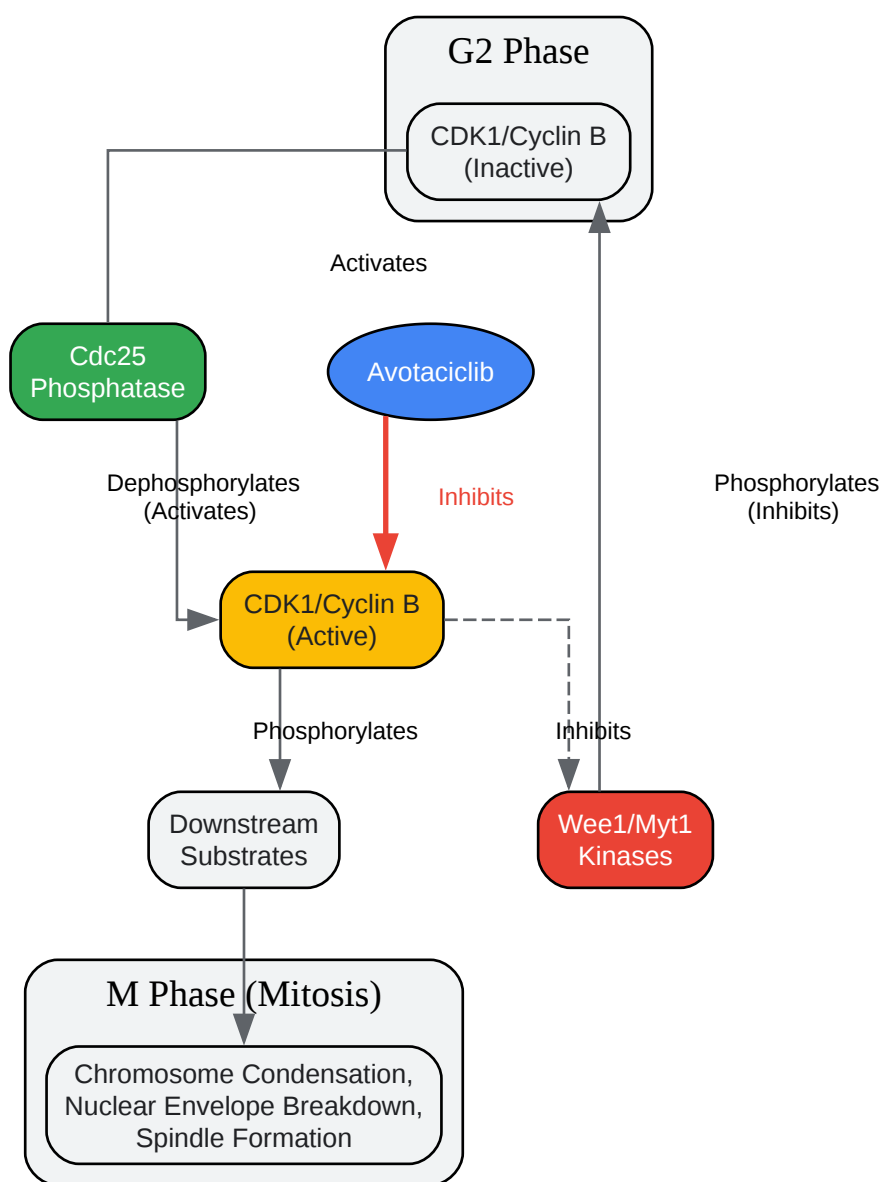 G2 Phase
CDK1/Cyclin B
(Inactive)
Activates
Cdc25
Phosphatase
Avotaciclib
Dephosphorylates
(Activates)
Inhibits
Phosphorylates
(Inhibits)
CDK1/Cyclin B
(Active)
Phosphorylates
Inhibits
Downstream
Substrates
Wee1/Myt1
Kinases
M Phase (Mitosis)
Chromosome Condensation,
Nuclear Envelope Breakdown,
Spindle Formation